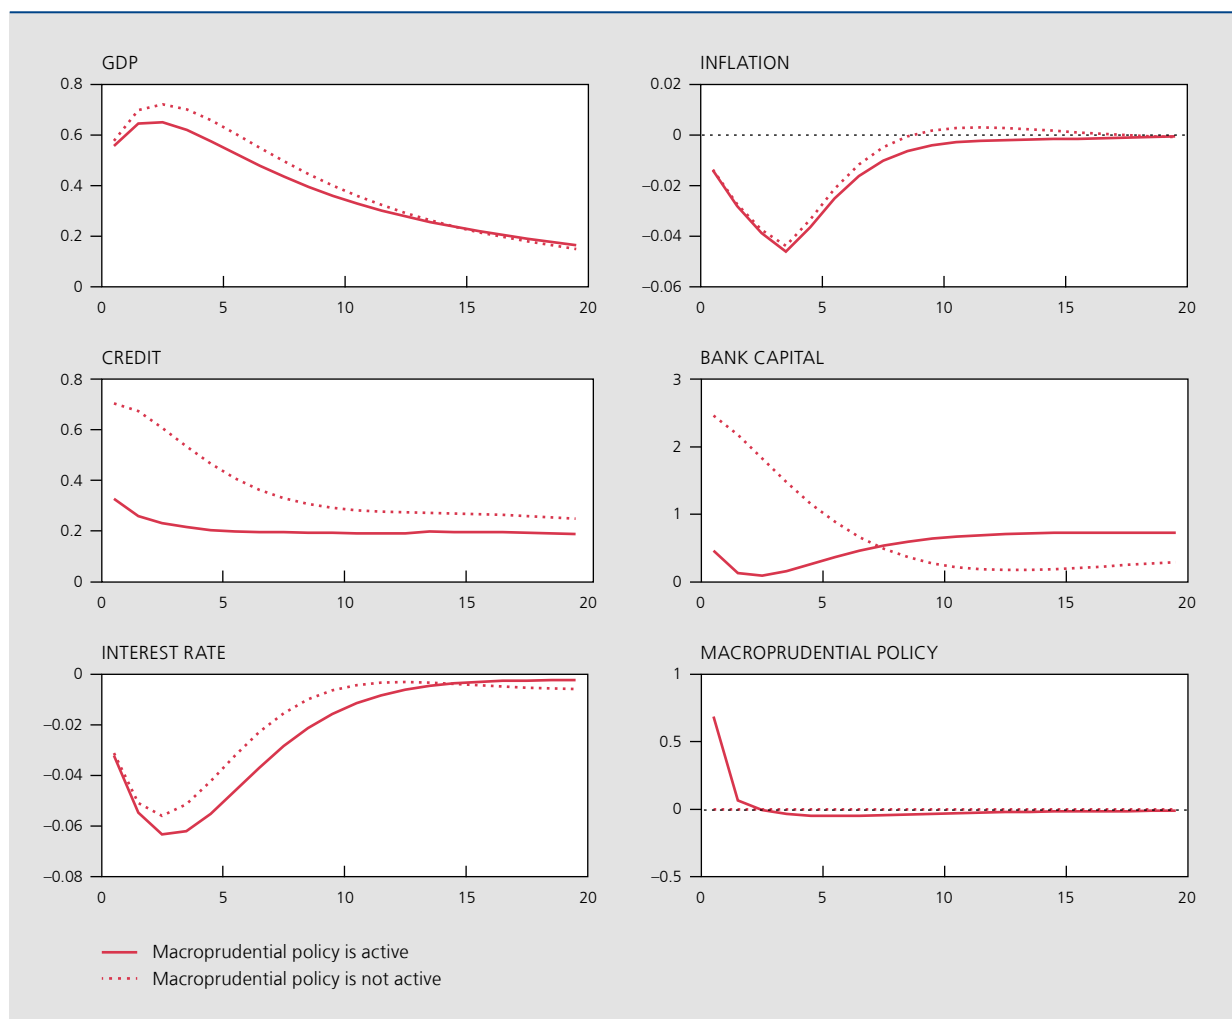 GDP
0.8
0.6
0.4
0.2
0
0 5 10 15 20
INFLATION
0.02
0
−0.02
−0.04
−0.06
0 5 10 15 20
CREDIT
0.8
0.6
0.4
0.2
0
0 5 10 15 20
BANK CAPITAL
3
2
1
0
0 5 10 15 20
INTEREST RATE
0
−0.02
−0.04
−0.06
−0.08
0 5 10 15 20
MACROPRUDENTIAL POLICY
1
0.5
0
−0.5
0 5 10 15 20
Macroprudential policy is active
Macroprudential policy is not active